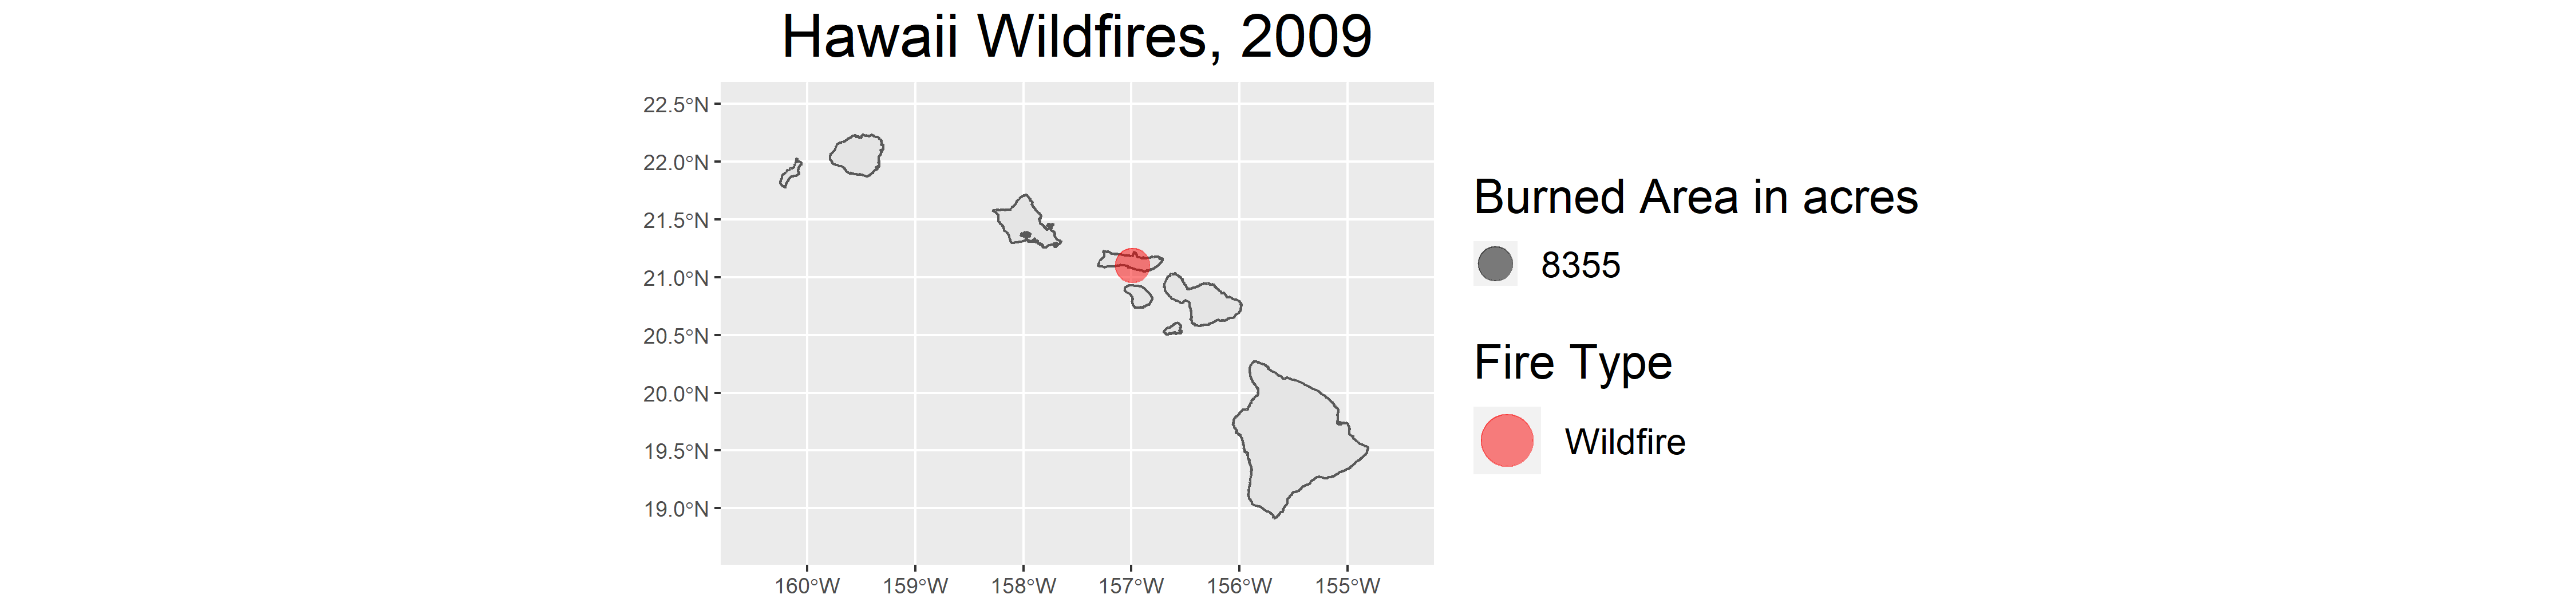 Hawaii Wildfires, 2009
22.5°N
22.0°N
21.5°N
21.0°N
20.5°N
20.0°N
19.5°N
19.0°N
160°W 159°W 158°W 157°W 156°W 155°W
Burned Area in acres
8355
Fire Type
Wildfire